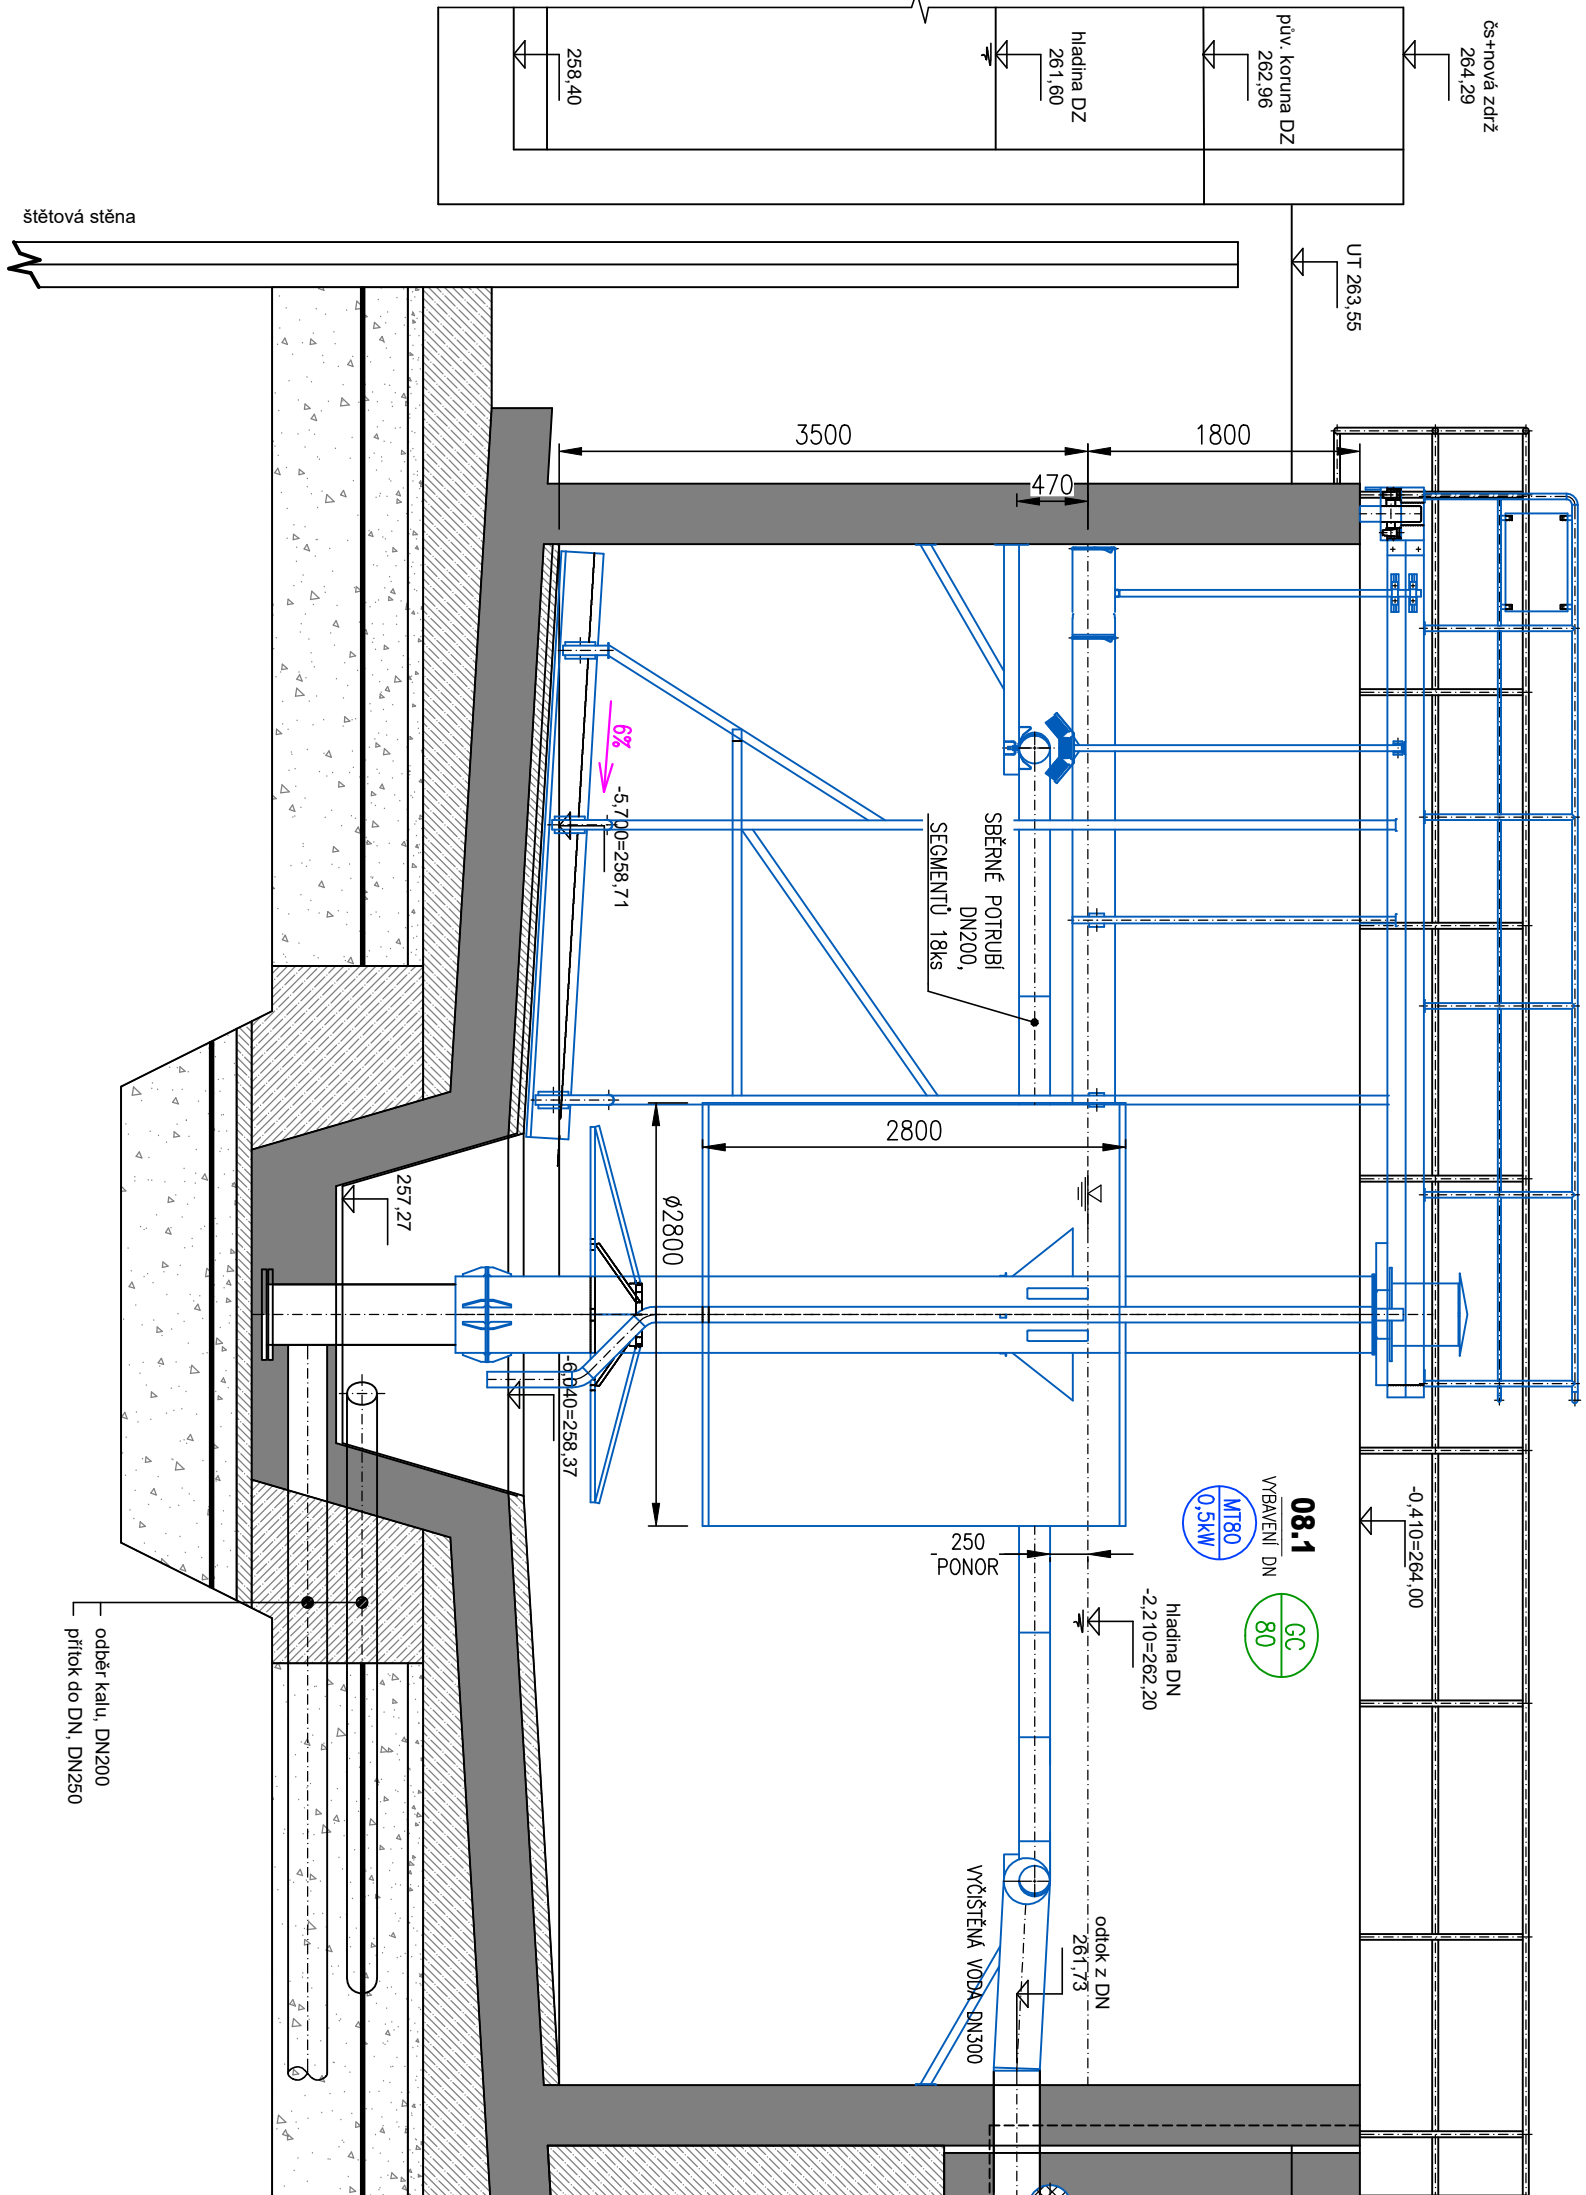 čs+nová zdrž
264,29
pův. koruna DZ
262,96
hladina DZ
261,60
258,40
štětová stěna
UT 263,55
3500
1800
470
6%
-5,700=258,71
SBĚRNÉ POTRUBÍ
DN200,
SEGMENTŮ 18ks
2800
Ø2800
257,27
-6,040=258,37
250
PONOR
08.1
VYBAVENÍ DN
MT80
0,5kW
GC
80
-0,410=264,00
hladina DN
-2,210=262,20
odtok z DN
261,73
VYČIŠTĚNÁ VODA DN300
odběr kalu, DN200
přítok do DN, DN250